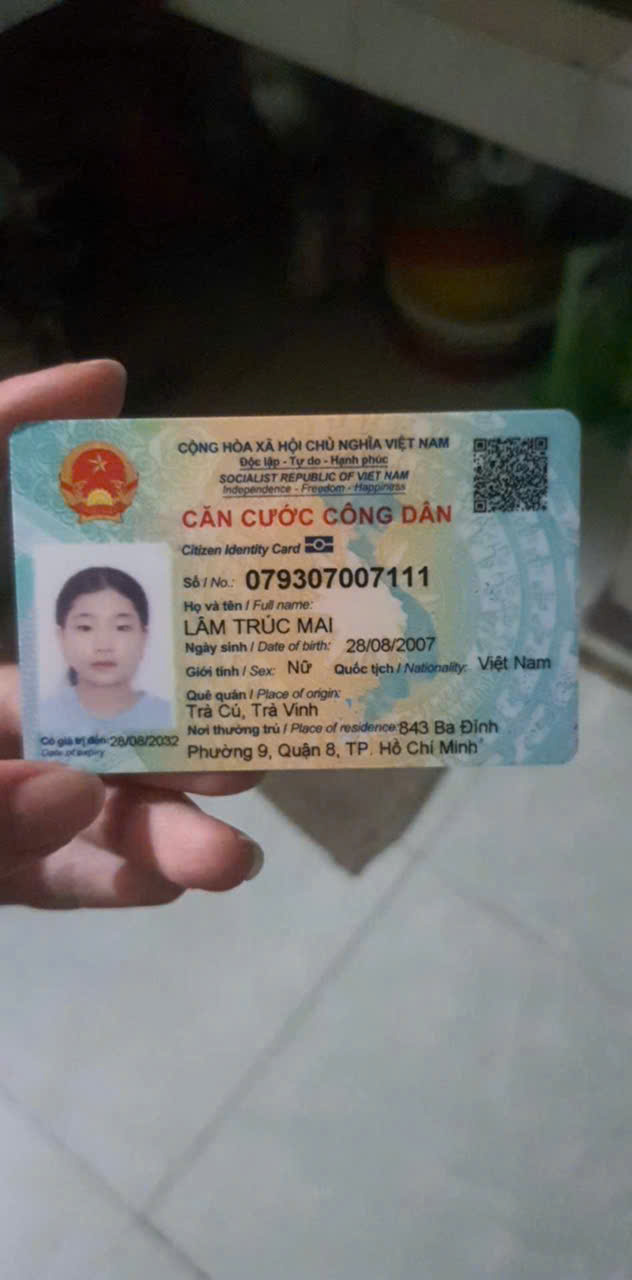 CỘNG HÒA XÃ HỘI CHỦ NGHĨA VIỆT NAM
Độc lập - Tự do - Hạnh phúc
SOCIALIST REPUBLIC OF VIET NAM
Independence - Freedom - Happiness
CĂN CƯỚC CÔNG DÂN
Citizen Identity Card
Số / No.: 079307007111
Họ và tên / Full name:
LÂM TRÚC MAI
Ngày sinh / Date of birth: 28/08/2007
Giới tính / Sex: Nữ Quốc tịch / Nationality: Việt Nam
Quê quán / Place of origin:
Trà Cú, Trà Vinh
Nơi thường trú / Place of residence: 843 Ba Đình
Phường 9, Quận 8, TP. Hồ Chí Minh
Có giá trị đến: 28/08/2032
Date of expiry